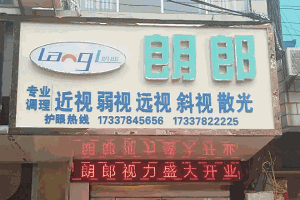 Langl 朗郎
朗郎
专业
调理
近视 弱视 远视 斜视 散光
护眼热线 17337845656 17337822225
朗郎视力盛大开业